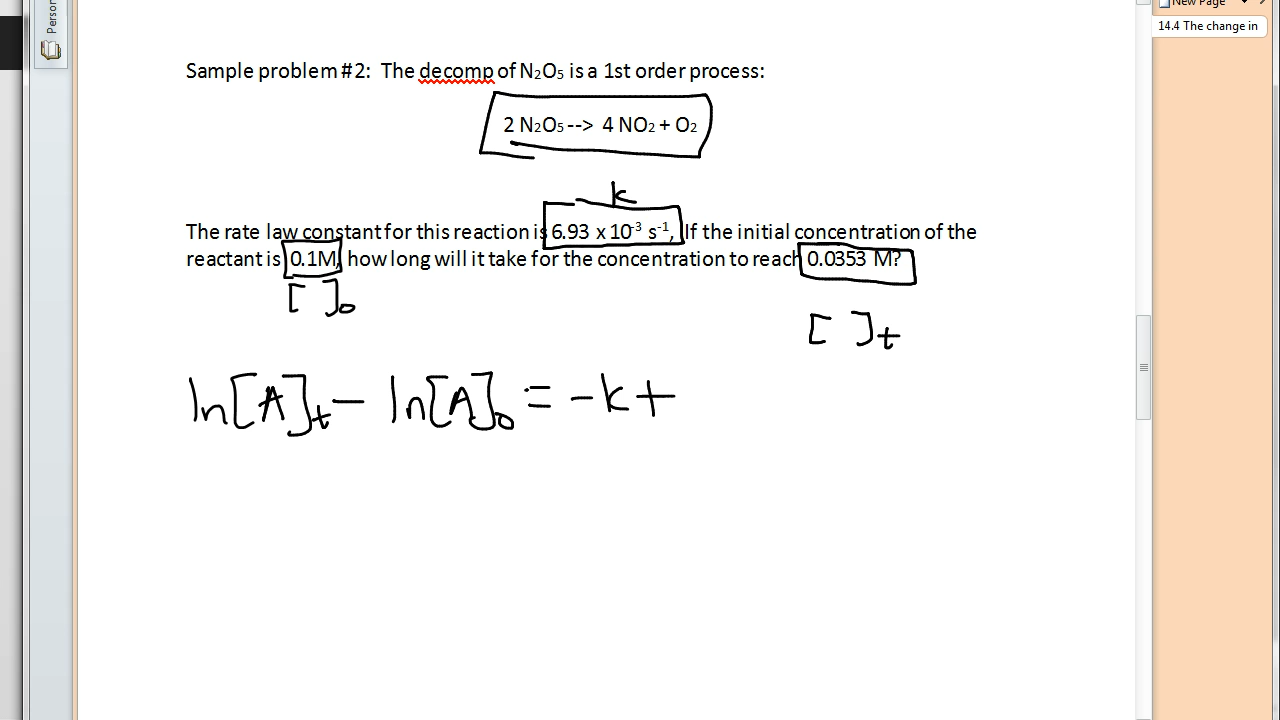 New Page
14.4 The change in
Person
Sample problem #2: The decomp of N₂O₅ is a 1st order process:
2 N₂O₅ --> 4 NO₂ + O₂
k
The rate law constant for this reaction is 6.93 x 10⁻³ s⁻¹, If the initial concentration of the
reactant is 0.1M, how long will it take for the concentration to reach 0.0353 M?
[ ]₀
[ ]t
ln[A]t - ln[A]₀ = -kt